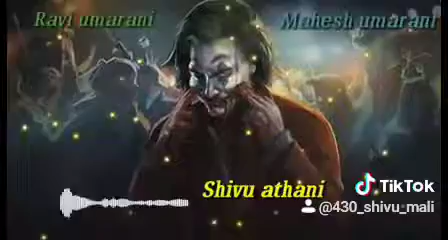 Ravi umarani
Mahesh umarani
Shivu athani
TikTok
@430_shivu_mali